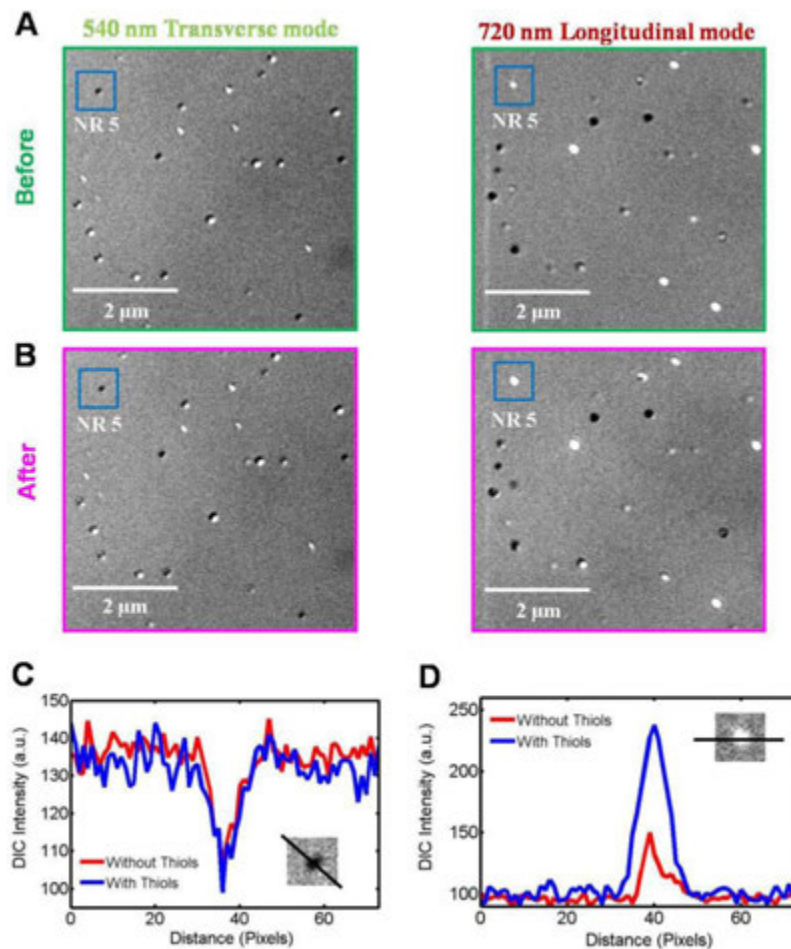 A
540 nm Transverse mode
720 nm Longitudinal mode
Before
NR 5
2 μm
NR 5
2 μm
B
After
NR 5
2 μm
NR 5
2 μm
C
DIC Intensity (a.u.)
150
140
130
120
110
100
Without Thiols
With Thiols
0
20
40
60
Distance (Pixels)
D
DIC Intensity (a.u.)
250
200
150
100
Without Thiols
With Thiols
0
20
40
60
Distance (Pixels)